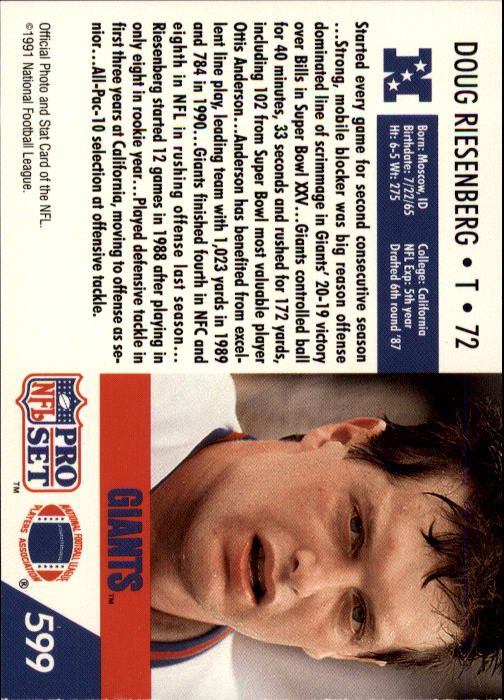 DOUG RIESENBERG • T • 72
Born: Moscow, ID
Birthdate: 7/22/65
Ht: 6-5 Wt: 275
College: California
NFL Exp: 5th year
Drafted 6th round '87
Started every game for second consecutive season
...Strong, mobile blocker was big reason offense
dominated line of scrimmage in Giants' 20-19 victory
over Bills in Super Bowl XXV...Giants controlled ball
for 40 minutes, 33 seconds and rushed for 172 yards,
including 102 from Super Bowl most valuable player
Ottis Anderson...Anderson has benefited from excel-
lent line play, leading team with 1,023 yards in 1989
and 784 in 1990...Giants finished fourth in NFC and
eighth in NFL in rushing offense last season...
Riesenberg started 12 games in 1988 after playing in
only eight in rookie year....Played defensive tackle in
first three years at California, moving to offense as se-
nior...All-Pac-10 selection at offensive tackle.
Official Photo and Stat Card of the NFL.
©1991 National Football League.
GIANTS™
PRO
NFL SET™
NATIONAL FOOTBALL LEAGUE
PLAYERS ASSOCIATION ®
599